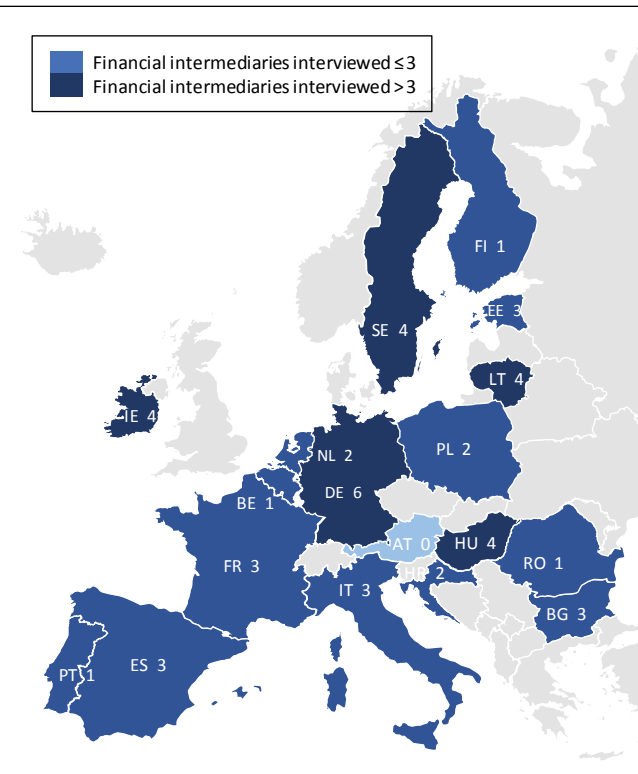 Financial intermediaries interviewed ≤3
Financial intermediaries interviewed >3
FI 1
EE 3
SE 4
LT 4
IE 4
NL 2
PL 2
DE 6
BE 1
AT 0
HU 4
RO 1
FR 3
HR 2
IT 3
BG 3
ES 3
PT 1